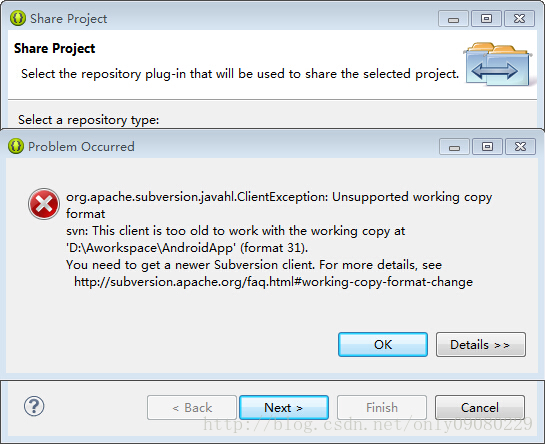 Share Project
Share Project
Select the repository plug-in that will be used to share the selected project.
Select a repository type:
Problem Occurred
org.apache.subversion.javahl.ClientException: Unsupported working copy
format
svn: This client is too old to work with the working copy at
'D:\Aworkspace\AndroidApp' (format 31).
You need to get a newer Subversion client. For more details, see
http://subversion.apache.org/faq.html#working-copy-format-change
OK
Details >>
?
< Back
Next >
Finish
Cancel
http://blog.csdn.net/only09080229